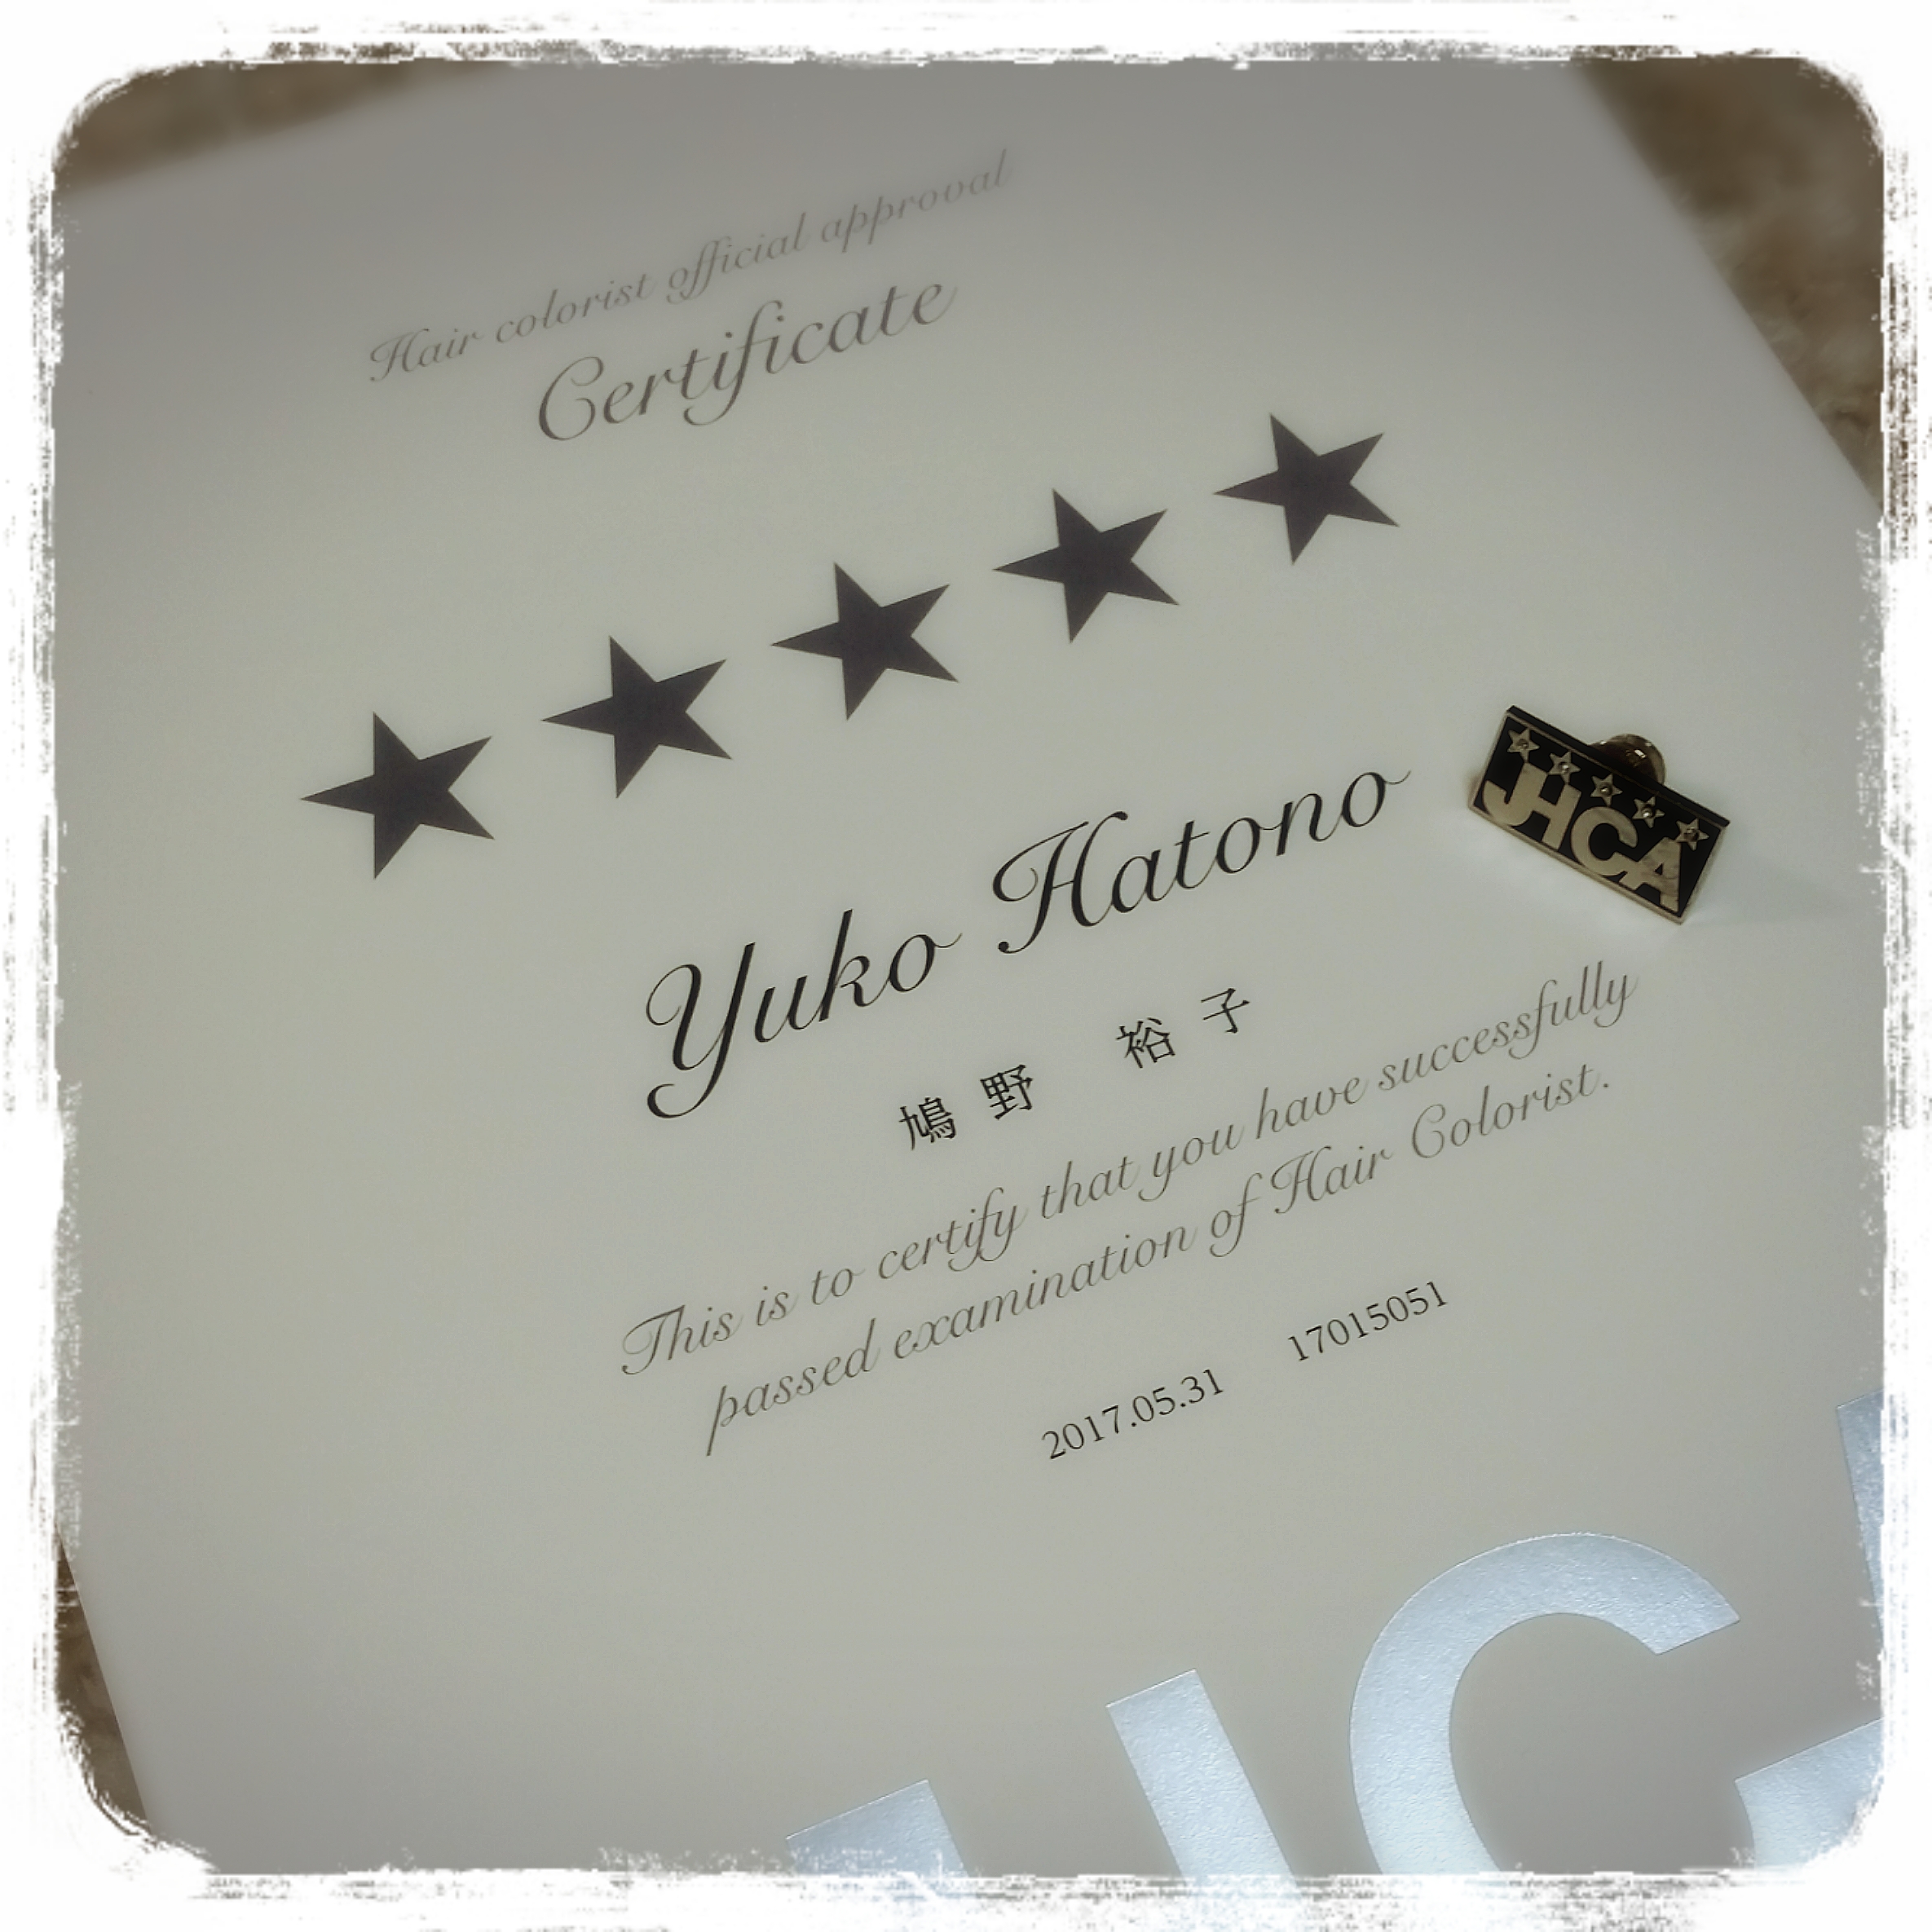 Hair colorist official approval
Certificate
JHCA
Yuko Hatono
鳩野 裕子
This is to certify that you have successfully
passed examination of Hair Colorist.
2017.05.31 17015051
HCA